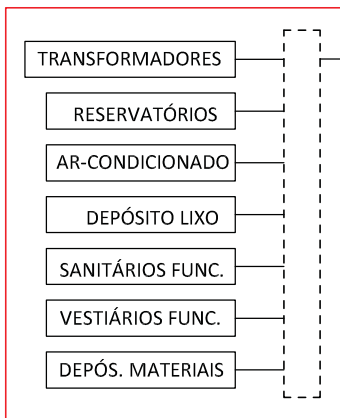 TRANSFORMADORES
RESERVATÓRIOS
AR-CONDICIONADO
DEPÓSITO LIXO
SANITÁRIOS FUNC.
VESTIÁRIOS FUNC.
DEPÓS. MATERIAIS